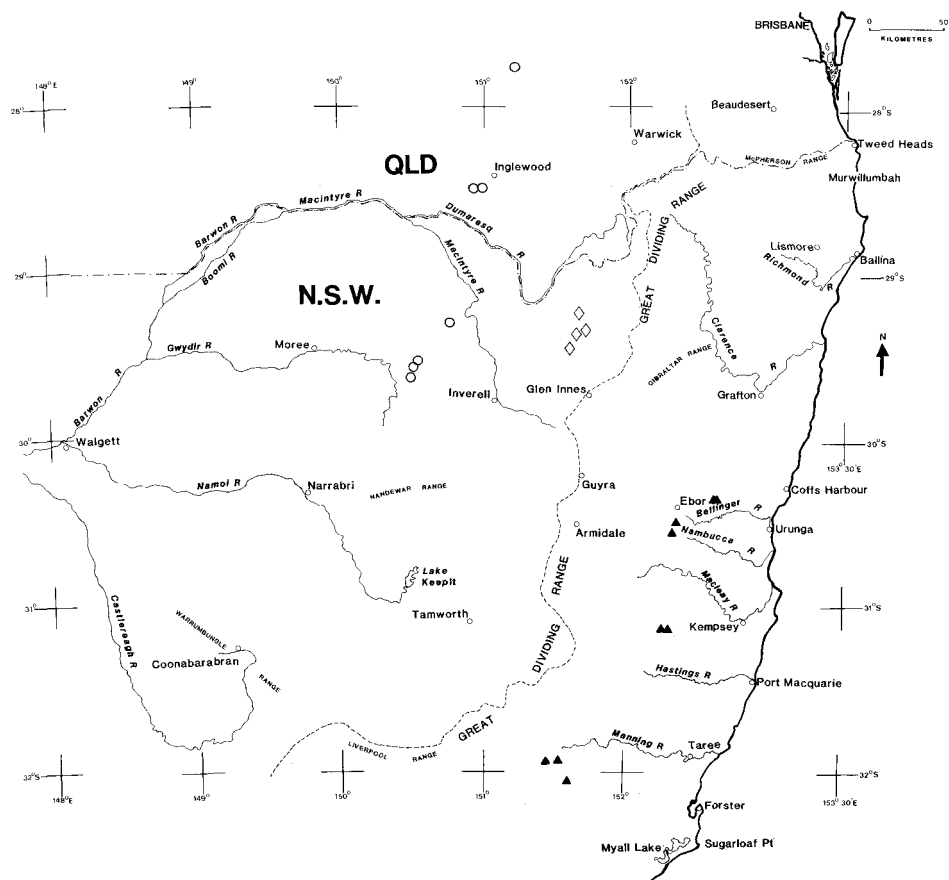 BRISBANE
0 50
KILOMETRES
148°E
149°
150°
151°
152°
28°
28°S
Beaudesert
Warwick
Tweed Heads
McPHERSON RANGE
QLD
Inglewood
Murwillumbah
Macintyre R
Barwon R
Dumaresq R
GREAT DIVIDING RANGE
Boomi R
Macintyre R
Lismore
Richmond R
Ballina
29°
29°S
N.S.W.
Clarence R
N
Gwydir R
Moree
GIBRALTAR RANGE
Inverell
Glen Innes
Grafton
Barwon R
30°
30°S
153°30'E
Walgett
Namoi R
Narrabri
NANDEWAR RANGE
Guyra
Coffs Harbour
Ebor
Bellinger R
Urunga
Armidale
Nambucca R
Lake Keepit
Macleay R
31°
31°S
Castlereagh R
Tamworth
Kempsey
WARRUMBUNGLE RANGE
Coonabarabran
GREAT DIVIDING RANGE
Hastings R
Port Macquarie
LIVERPOOL RANGE
Manning R
Taree
32°S
32°S
148°E
149°
150°
151°
152°
153°30'E
Forster
Myall Lake
Sugarloaf Pt